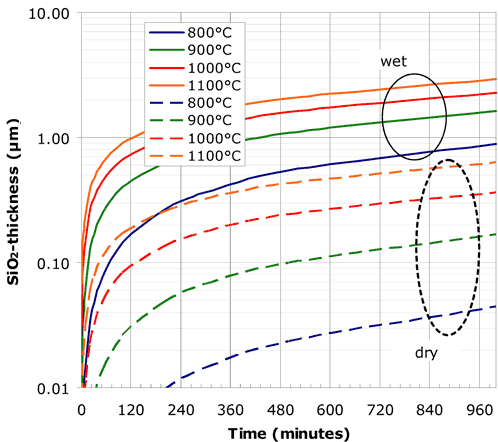 10.00
1.00
0.10
0.01
SiO₂-thickness (µm)
800°C
900°C
1000°C
1100°C
800°C
900°C
1000°C
1100°C
wet
dry
0 120 240 360 480 600 720 840 960
Time (minutes)